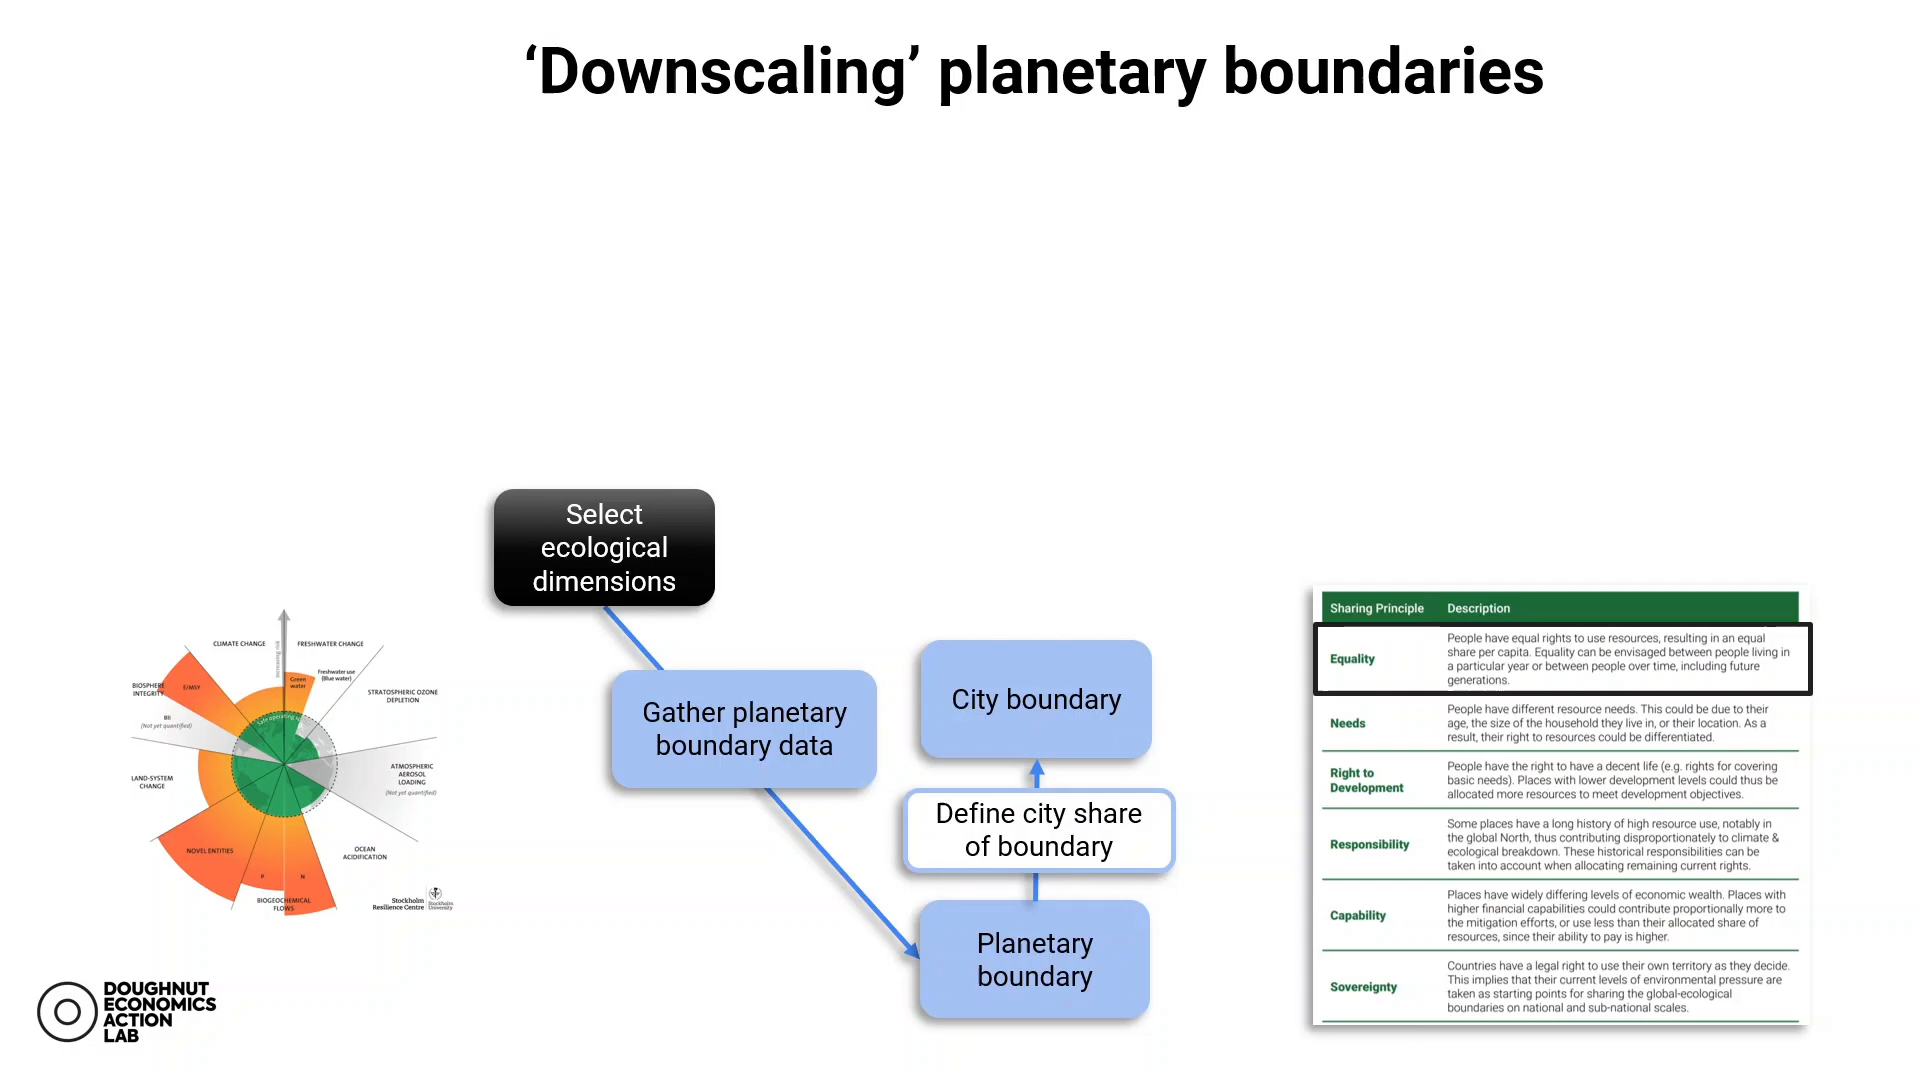 ‘Downscaling’ planetary boundaries
Select
ecological
dimensions
Gather planetary
boundary data
City boundary
Define city share
of boundary
Planetary
boundary
CLIMATE CHANGE
FRESHWATER CHANGE
Green
water
Freshwater use
(Blue water)
BIOSPHERE
INTEGRITY
E/MSY
BII
(Not yet quantified)
STRATOSPHERIC OZONE
DEPLETION
Safe operating
ATMOSPHERIC
AEROSOL
LOADING
(Not yet quantified)
LAND-SYSTEM
CHANGE
NOVEL ENTITIES
OCEAN
ACIDIFICATION
P
N
BIOGEOCHEMICAL
FLOWS
Stockholm
Resilience Centre
Stockholm
University
Sharing Principle Description
Equality
People have equal rights to use resources, resulting in an equal
share per capita. Equality can be envisaged between people living in
a particular year or between people over time, including future
generations.
Needs
People have different resource needs. This could be due to their
age, the size of the household they live in, or their location. As a
result, their right to resources could be differentiated.
Right to
Development
People have the right to have a decent life (e.g. rights for covering
basic needs). Places with lower development levels could thus be
allocated more resources to meet development objectives.
Responsibility
Some places have a long history of high resource use, notably in
the global North, thus contributing disproportionately to climate &
ecological breakdown. These historical responsibilities can be
taken into account when allocating remaining current rights.
Capability
Places have widely differing levels of economic wealth. Places with
higher financial capabilities could contribute proportionally more to
the mitigation efforts, or use less than their allocated share of
resources, since their ability to pay is higher.
Sovereignty
Countries have a legal right to use their own territory as they decide.
This implies that their current levels of environmental pressure are
taken as starting points for sharing the global-ecological
boundaries on national and sub-national scales.
DOUGHNUT
ECONOMICS
ACTION
LAB